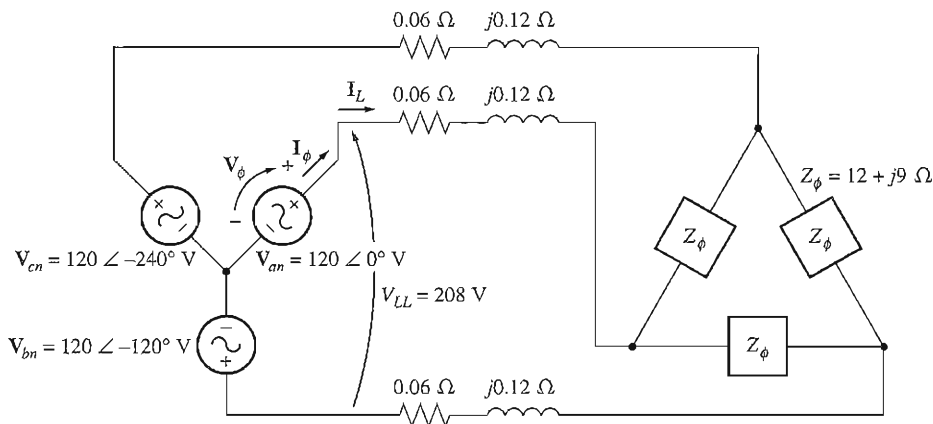 0.06 Ω
j0.12 Ω
I_L
0.06 Ω
j0.12 Ω
V_ϕ
+
I_ϕ
−
Z_ϕ = 12 + j9 Ω
Z_ϕ
Z_ϕ
V_cn = 120 ∠ −240° V
V_an = 120 ∠ 0° V
V_LL = 208 V
V_bn = 120 ∠ −120° V
−
+
Z_ϕ
0.06 Ω
j0.12 Ω